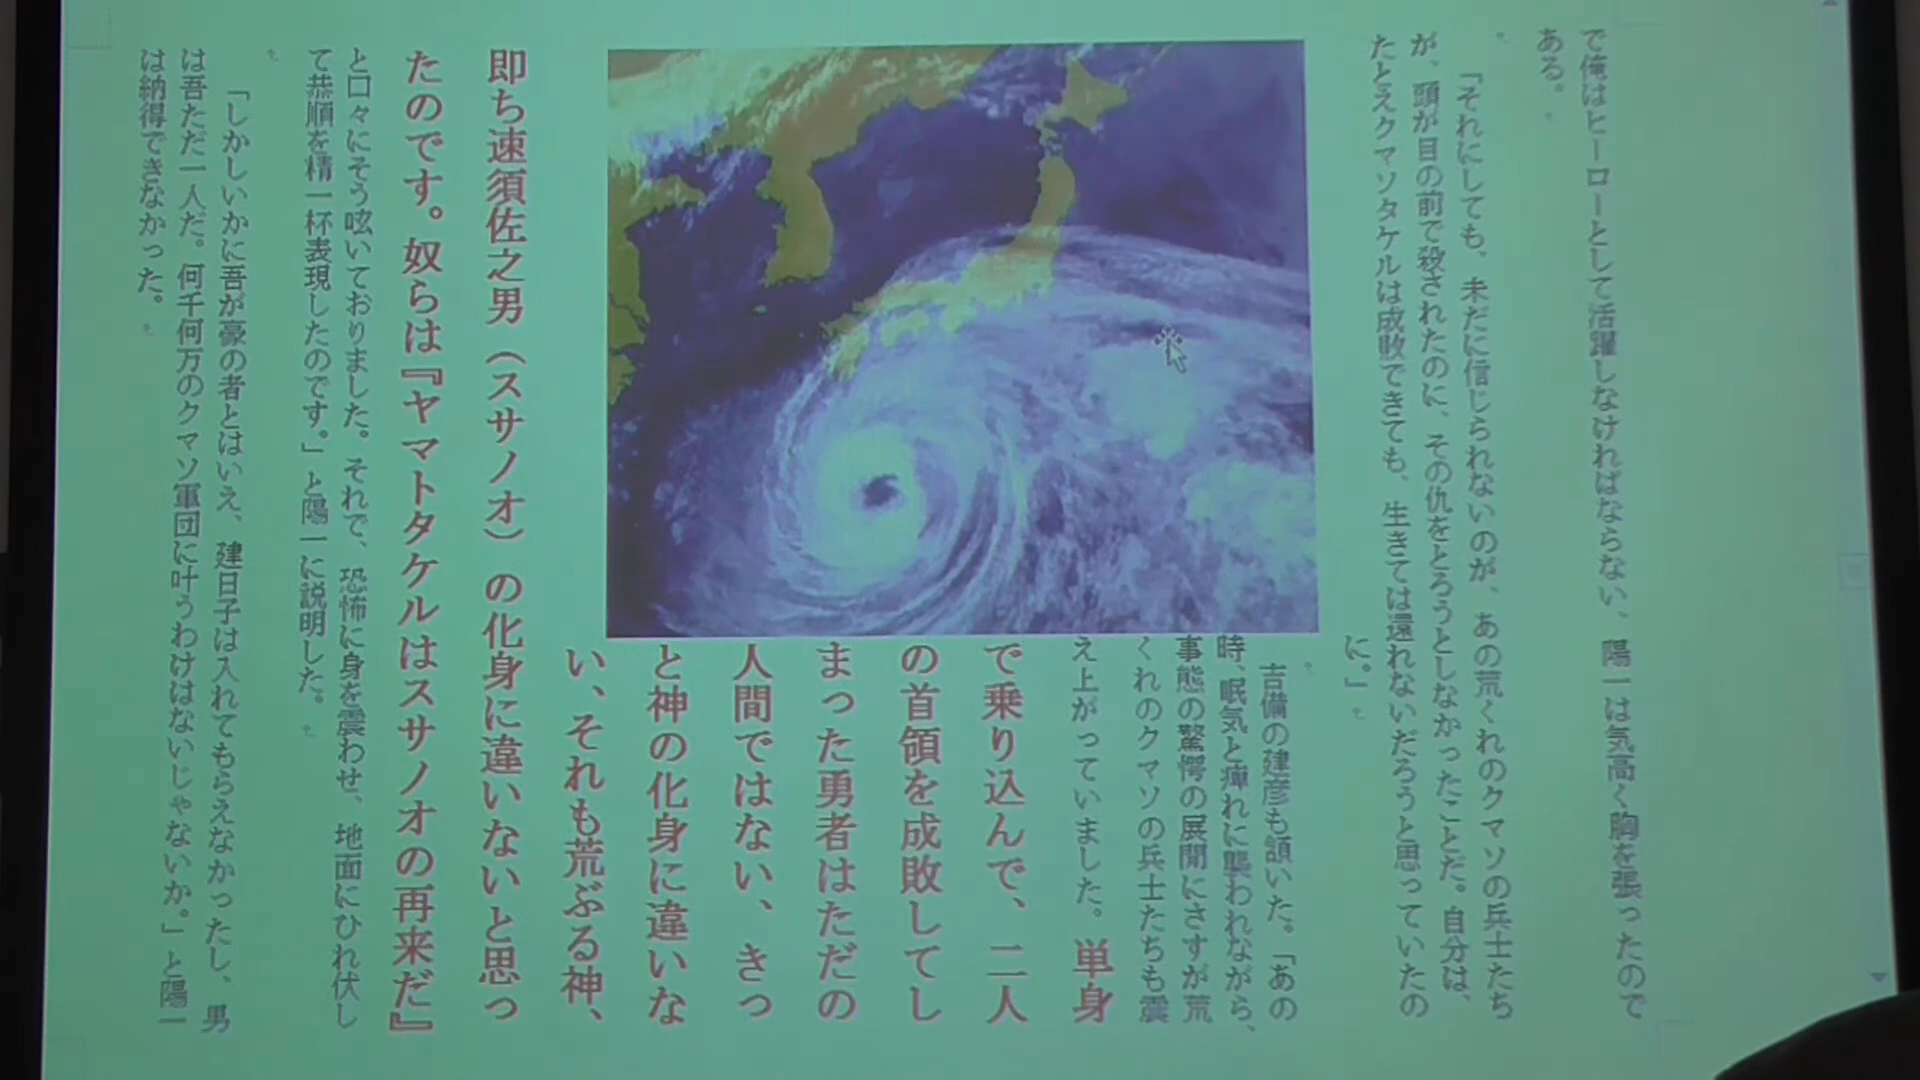 で俺はヒーローとして活躍しなければならない、陽一は気高く胸を張ったので
ある。
「それにしても、未だに信じられないのが、あの荒くれのクマソの兵士たち
が、頭が目の前で殺されたのに、その仇をとろうとしなかったことだ。自分は、
たとえクマソタケルは成敗できても、生きては還れないだろうと思っていたの
に。」
吉備の建彦も頷いた。「あの
時、眠気と痺れに襲われながら、
事態の驚愕の展開にさすが荒
くれのクマソの兵士たちも震
え上がっていました。単身
で乗り込んで、二人
の首領を成敗してし
まった勇者はただの
人間ではない、きっ
と神の化身に違いな
い、それも荒ぶる神、
即ち速須佐之男（スサノオ）の化身に違いないと思っ
たのです。奴らは『ヤマトタケルはスサノオの再来だ』
と口々にそう呟いておりました。それで、恐怖に身を震わせ、地面にひれ伏し
て恭順を精一杯表現したのです。」と陽一に説明した。
「しかしいかに吾が豪の者とはいえ、建日子は入れてもらえなかったし、男
は吾ただ一人だ。何千何万のクマソ軍団に叶うわけはないじゃないか。」と陽一
は納得できなかった。